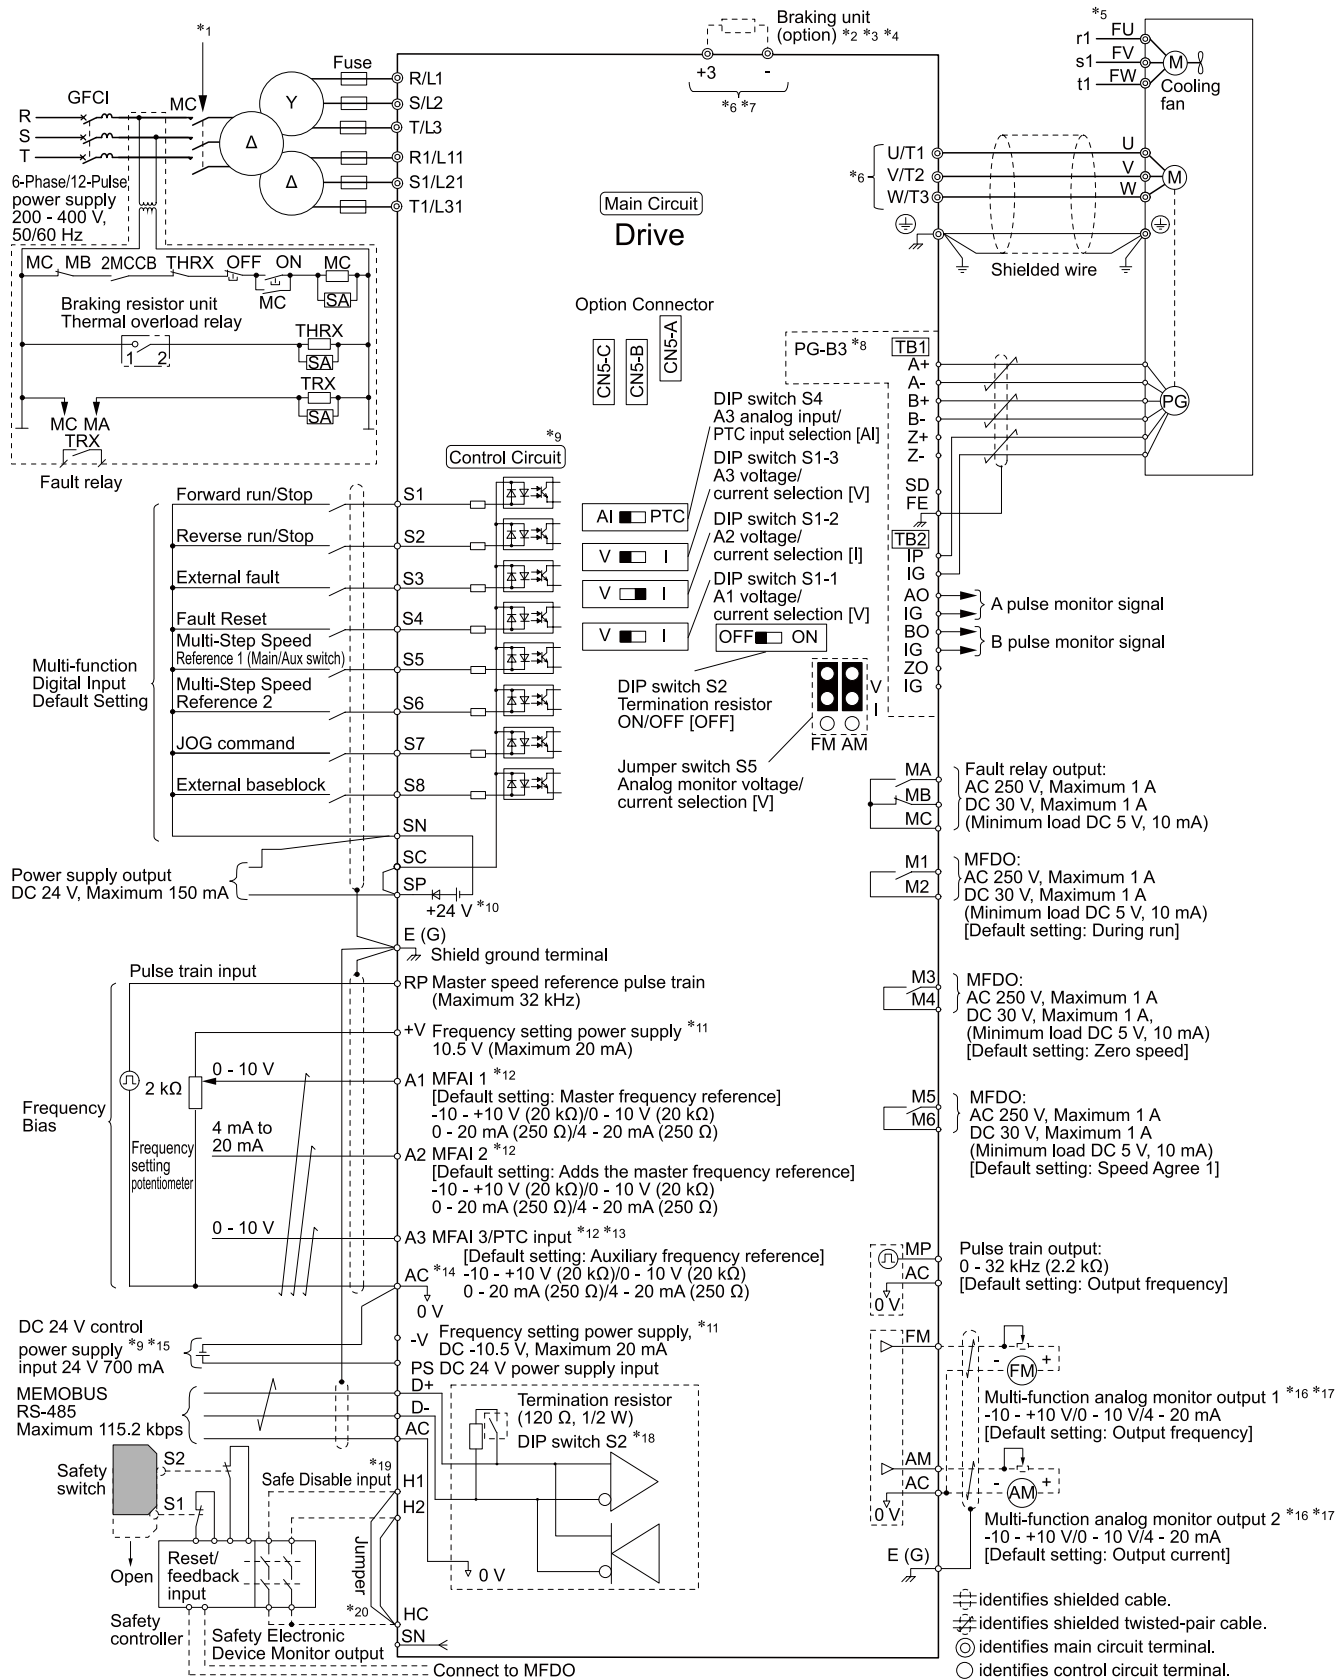 *1
Braking unit
(option) *2 *3 *4
+3
-
*6 *7
*5
r1 FU
s1 FV
t1 FW
M
Cooling
fan
Fuse
GFCI
MC
R
S
T
Y
Δ
Δ
R/L1
S/L2
T/L3
R1/L11
S1/L21
T1/L31
6-Phase/12-Pulse
power supply
200 - 400 V,
50/60 Hz
Main Circuit
Drive
*6
U/T1
V/T2
W/T3
U
V
W
M
Shielded wire
MC MB 2MCCB THRX OFF ON MC
MC
SA
Braking resistor unit
Thermal overload relay
1 2
THRX
SA
TRX
SA
MC MA
TRX
Fault relay
Option Connector
CN5-C
CN5-B
CN5-A
PG-B3 *8
TB1
A+
A-
B+
B-
Z+
Z-
SD
FE
TB2
IP
IG
AO
IG
BO
IG
ZO
IG
PG
A pulse monitor signal
B pulse monitor signal
*9
Control Circuit
DIP switch S4
A3 analog input/
PTC input selection [AI]
DIP switch S1-3
A3 voltage/
current selection [V]
DIP switch S1-2
A2 voltage/
current selection [I]
DIP switch S1-1
A1 voltage/
current selection [V]
AI PTC
V I
V I
V I
OFF ON
DIP switch S2
Termination resistor
ON/OFF [OFF]
V
I
FM AM
Jumper switch S5
Analog monitor voltage/
current selection [V]
Multi-function
Digital Input
Default Setting
Forward run/Stop
S1
Reverse run/Stop
S2
External fault
S3
Fault Reset
S4
Multi-Step Speed
Reference 1 (Main/Aux switch)
S5
Multi-Step Speed
Reference 2
S6
JOG command
S7
External baseblock
S8
SN
SC
SP
Power supply output
DC 24 V, Maximum 150 mA
+24 V *10
E (G)
Shield ground terminal
MA
MB
MC
Fault relay output:
AC 250 V, Maximum 1 A
DC 30 V, Maximum 1 A
(Minimum load DC 5 V, 10 mA)
M1
M2
MFDO:
AC 250 V, Maximum 1 A
DC 30 V, Maximum 1 A
(Minimum load DC 5 V, 10 mA)
[Default setting: During run]
M3
M4
MFDO:
AC 250 V, Maximum 1 A
DC 30 V, Maximum 1 A,
(Minimum load DC 5 V, 10 mA)
[Default setting: Zero speed]
M5
M6
MFDO:
AC 250 V, Maximum 1 A
DC 30 V, Maximum 1 A
(Minimum load DC 5 V, 10 mA)
[Default setting: Speed Agree 1]
Frequency
Bias
Pulse train input
RP Master speed reference pulse train
(Maximum 32 kHz)
+V Frequency setting power supply *11
10.5 V (Maximum 20 mA)
2 kΩ
0 - 10 V
A1 MFAI 1 *12
[Default setting: Master frequency reference]
-10 - +10 V (20 kΩ)/0 - 10 V (20 kΩ)
0 - 20 mA (250 Ω)/4 - 20 mA (250 Ω)
Frequency
setting
potentiometer
4 mA to
20 mA
A2 MFAI 2 *12
[Default setting: Adds the master frequency reference]
-10 - +10 V (20 kΩ)/0 - 10 V (20 kΩ)
0 - 20 mA (250 Ω)/4 - 20 mA (250 Ω)
0 - 10 V
A3 MFAI 3/PTC input *12 *13
[Default setting: Auxiliary frequency reference]
-10 - +10 V (20 kΩ)/0 - 10 V (20 kΩ)
0 - 20 mA (250 Ω)/4 - 20 mA (250 Ω)
AC *14
0 V
-V Frequency setting power supply, *11
DC -10.5 V, Maximum 20 mA
DC 24 V control
power supply *9 *15
input 24 V 700 mA
PS DC 24 V power supply input
MEMOBUS
RS-485
Maximum 115.2 kbps
D+
D-
AC
Termination resistor
(120 Ω, 1/2 W)
DIP switch S2 *18
0 V
MP
AC
0 V
Pulse train output:
0 - 32 kHz (2.2 kΩ)
[Default setting: Output frequency]
FM
- +
FM
Multi-function analog monitor output 1 *16 *17
-10 - +10 V/0 - 10 V/4 - 20 mA
[Default setting: Output frequency]
AM
AC
0 V
- +
AM
Multi-function analog monitor output 2 *16 *17
-10 - +10 V/0 - 10 V/4 - 20 mA
[Default setting: Output current]
E (G)
Safety
switch
S2
S1
Open
Safe Disable input *19
H1
H2
Jumper
Reset/
feedback
input
*20
HC
SN
Safety
controller
Safety Electronic
Device Monitor output
Connect to MFDO
identifies shielded cable.
identifies shielded twisted-pair cable.
identifies main circuit terminal.
identifies control circuit terminal.